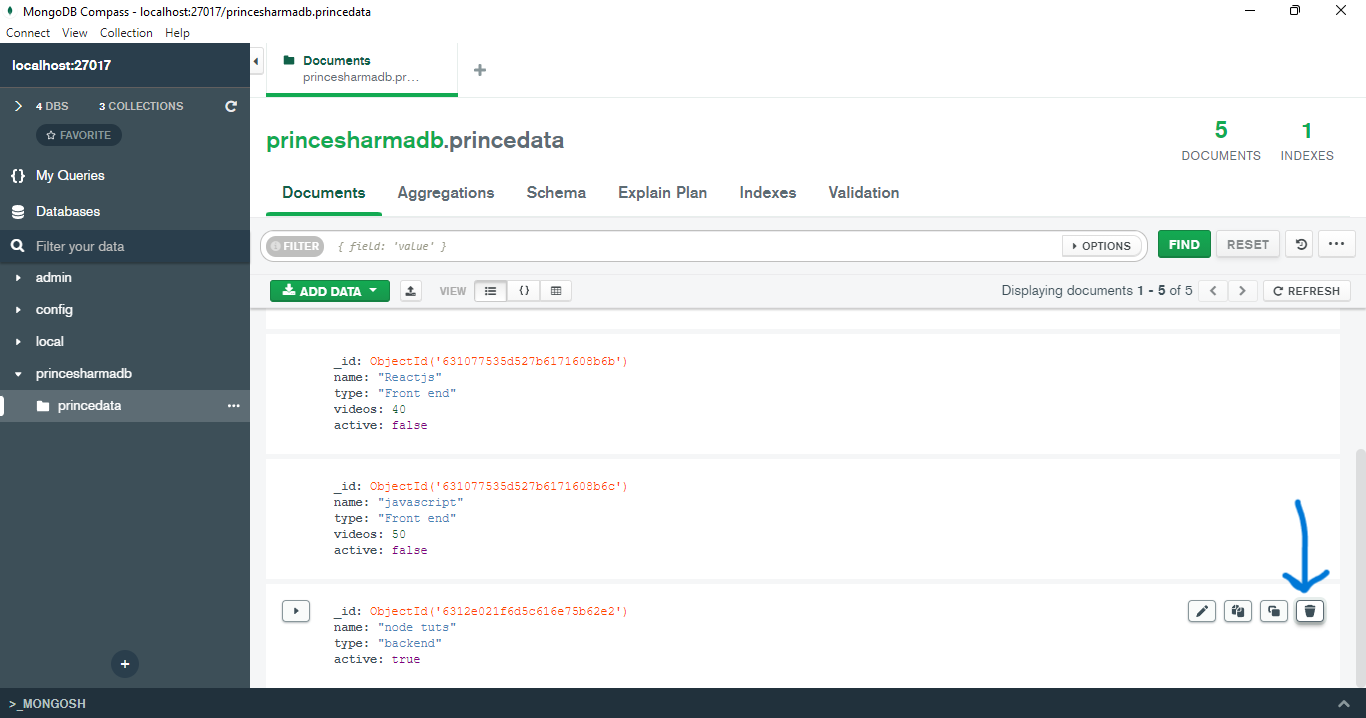 MongoDB Compass - localhost:27017/princesharmadb.princedata
Connect View Collection Help
localhost:27017
4 DBS 3 COLLECTIONS
FAVORITE
{} My Queries
Databases
Filter your data
admin
config
local
princesharmadb
princedata
>_MONGOSH
Documents
princesharmadb.pr...
princesharmadb.princedata
5 DOCUMENTS
1 INDEXES
Documents Aggregations Schema Explain Plan Indexes Validation
FILTER { field: 'value' } OPTIONS FIND RESET
ADD DATA VIEW {} Displaying documents 1 - 5 of 5 REFRESH
_id: ObjectId('631077535d527b6171608b6b')
name: "Reactjs"
type: "Front end"
videos: 40
active: false
_id: ObjectId('631077535d527b6171608b6c')
name: "javascript"
type: "Front end"
videos: 50
active: false
_id: ObjectId('6312e021f6d5c616e75b62e2')
name: "node tuts"
type: "backend"
active: true